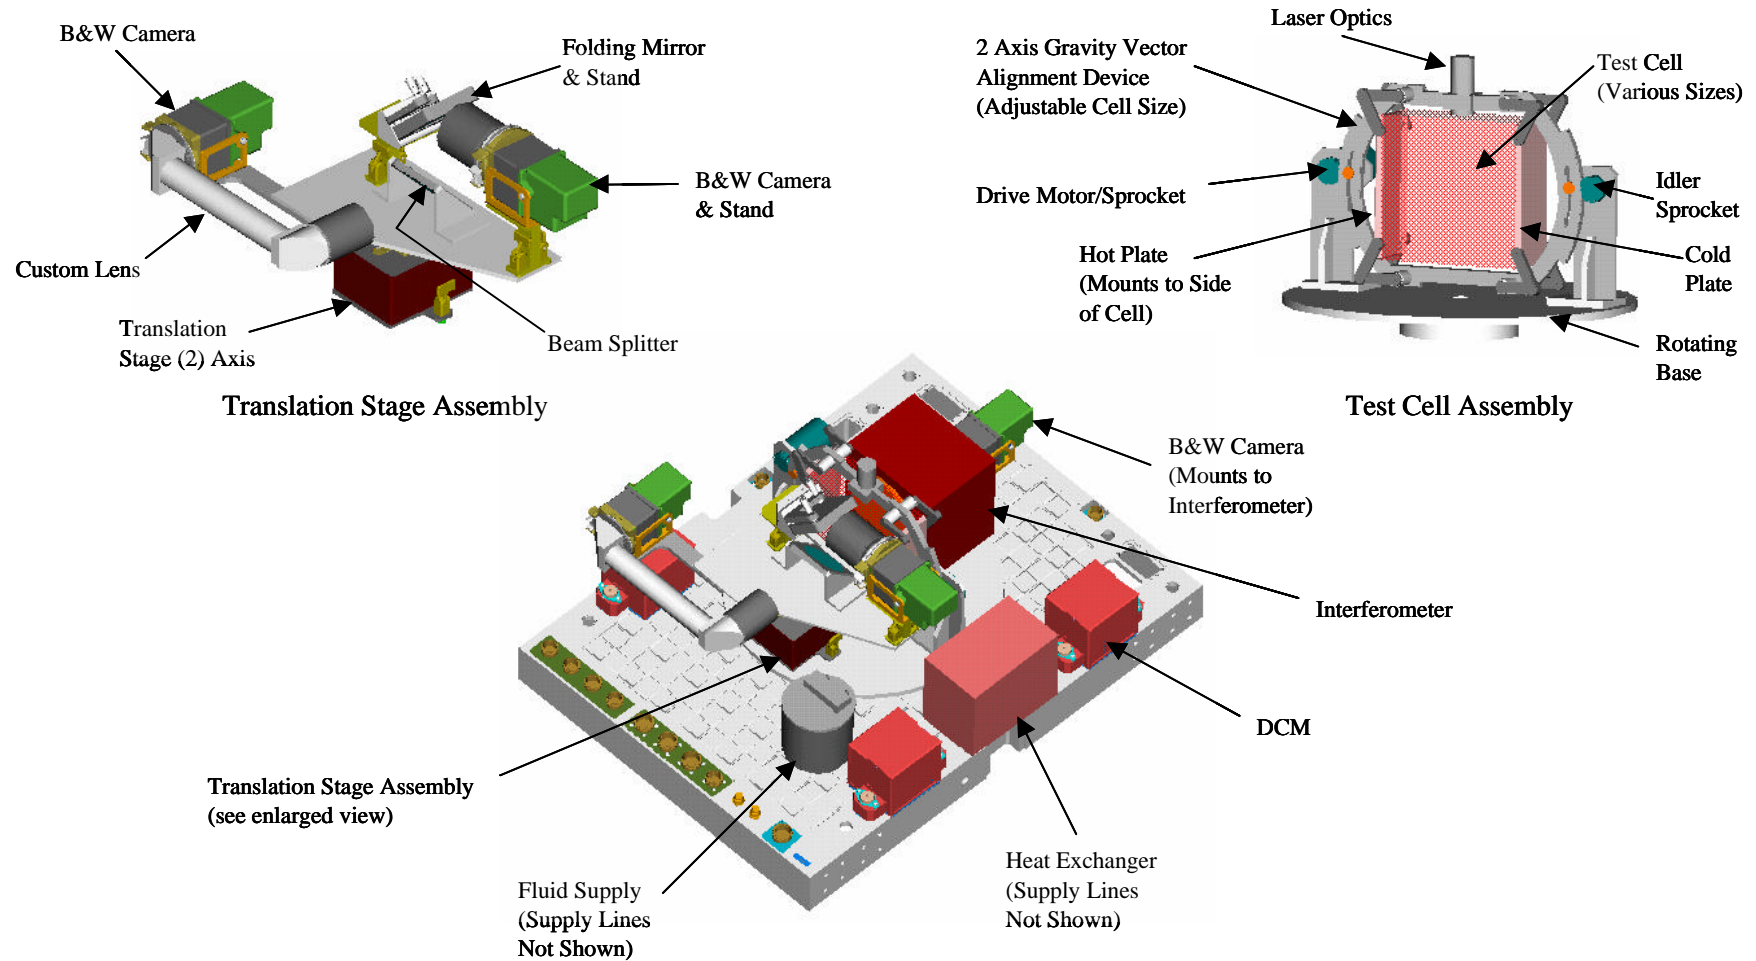 B&W Camera
Folding Mirror
& Stand
B&W Camera
& Stand
Custom Lens
Translation
Stage (2) Axis
Beam Splitter
Translation Stage Assembly
Laser Optics
2 Axis Gravity Vector
Alignment Device
(Adjustable Cell Size)
Test Cell
(Various Sizes)
Drive Motor/Sprocket
Idler
Sprocket
Hot Plate
(Mounts to Side
of Cell)
Cold
Plate
Rotating
Base
Test Cell Assembly
B&W Camera
(Mounts to
Interferometer)
Interferometer
DCM
Translation Stage Assembly
(see enlarged view)
Fluid Supply
(Supply Lines
Not Shown)
Heat Exchanger
(Supply Lines
Not Shown)